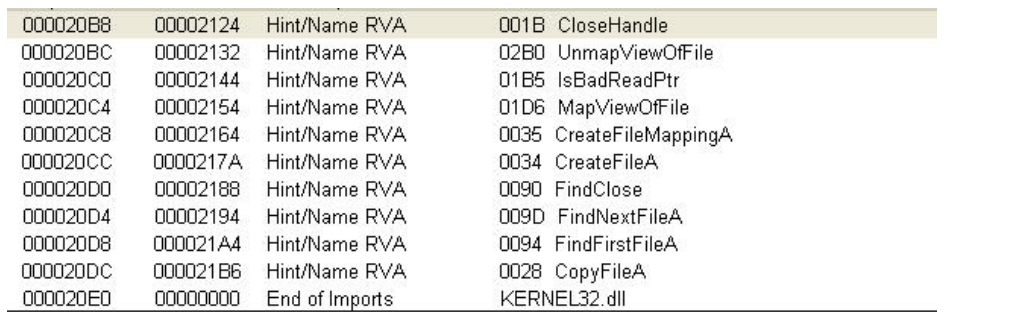 000020B8 00002124 Hint/Name RVA 001B CloseHandle
000020BC 00002132 Hint/Name RVA 02B0 UnmapViewOfFile
000020C0 00002144 Hint/Name RVA 01B5 IsBadReadPtr
000020C4 00002154 Hint/Name RVA 01D6 MapViewOfFile
000020C8 00002164 Hint/Name RVA 0035 CreateFileMappingA
000020CC 0000217A Hint/Name RVA 0034 CreateFileA
000020D0 00002188 Hint/Name RVA 0090 FindClose
000020D4 00002194 Hint/Name RVA 009D FindNextFileA
000020D8 000021A4 Hint/Name RVA 0094 FindFirstFileA
000020DC 000021B6 Hint/Name RVA 0028 CopyFileA
000020E0 00000000 End of Imports KERNEL32.dll